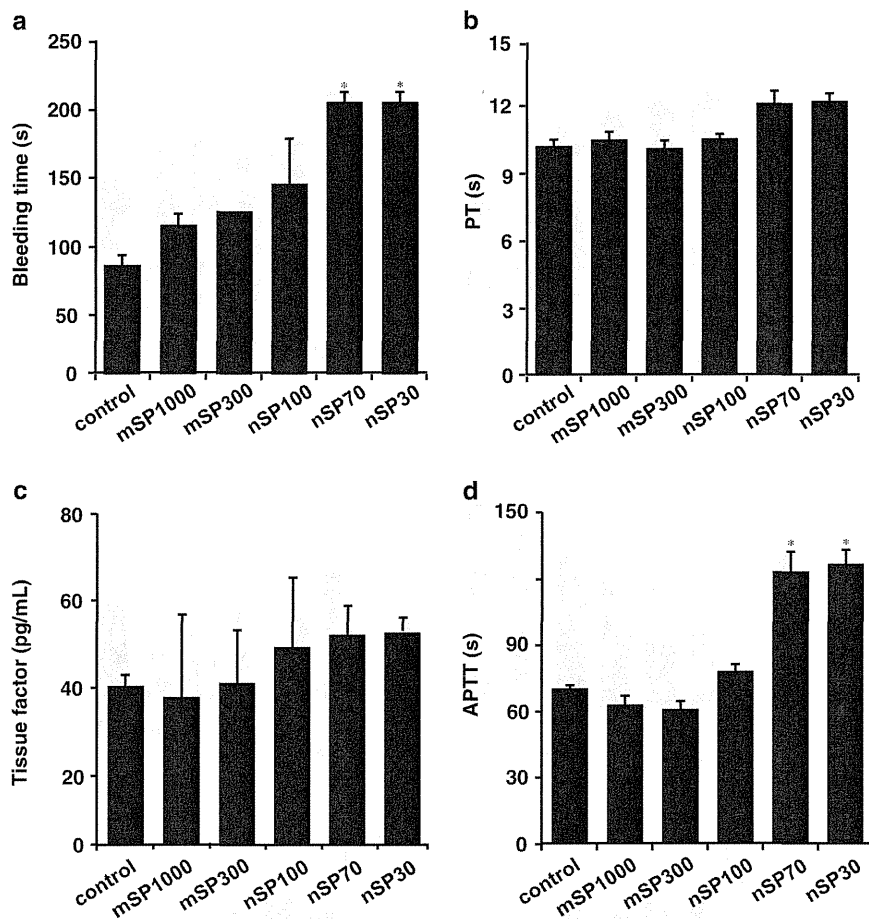 a
Bleeding time (s)
250
200
150
100
50
0
* *
control mSP1000 mSP300 nSP100 nSP70 nSP30
b
PT (s)
15
12
9
6
3
0
control mSP1000 mSP300 nSP100 nSP70 nSP30
c
Tissue factor (pg/mL)
80
60
40
20
0
control mSP1000 mSP300 nSP100 nSP70 nSP30
d
APTT (s)
150
90
60
30
0
* *
control mSP1000 mSP300 nSP100 nSP70 nSP30